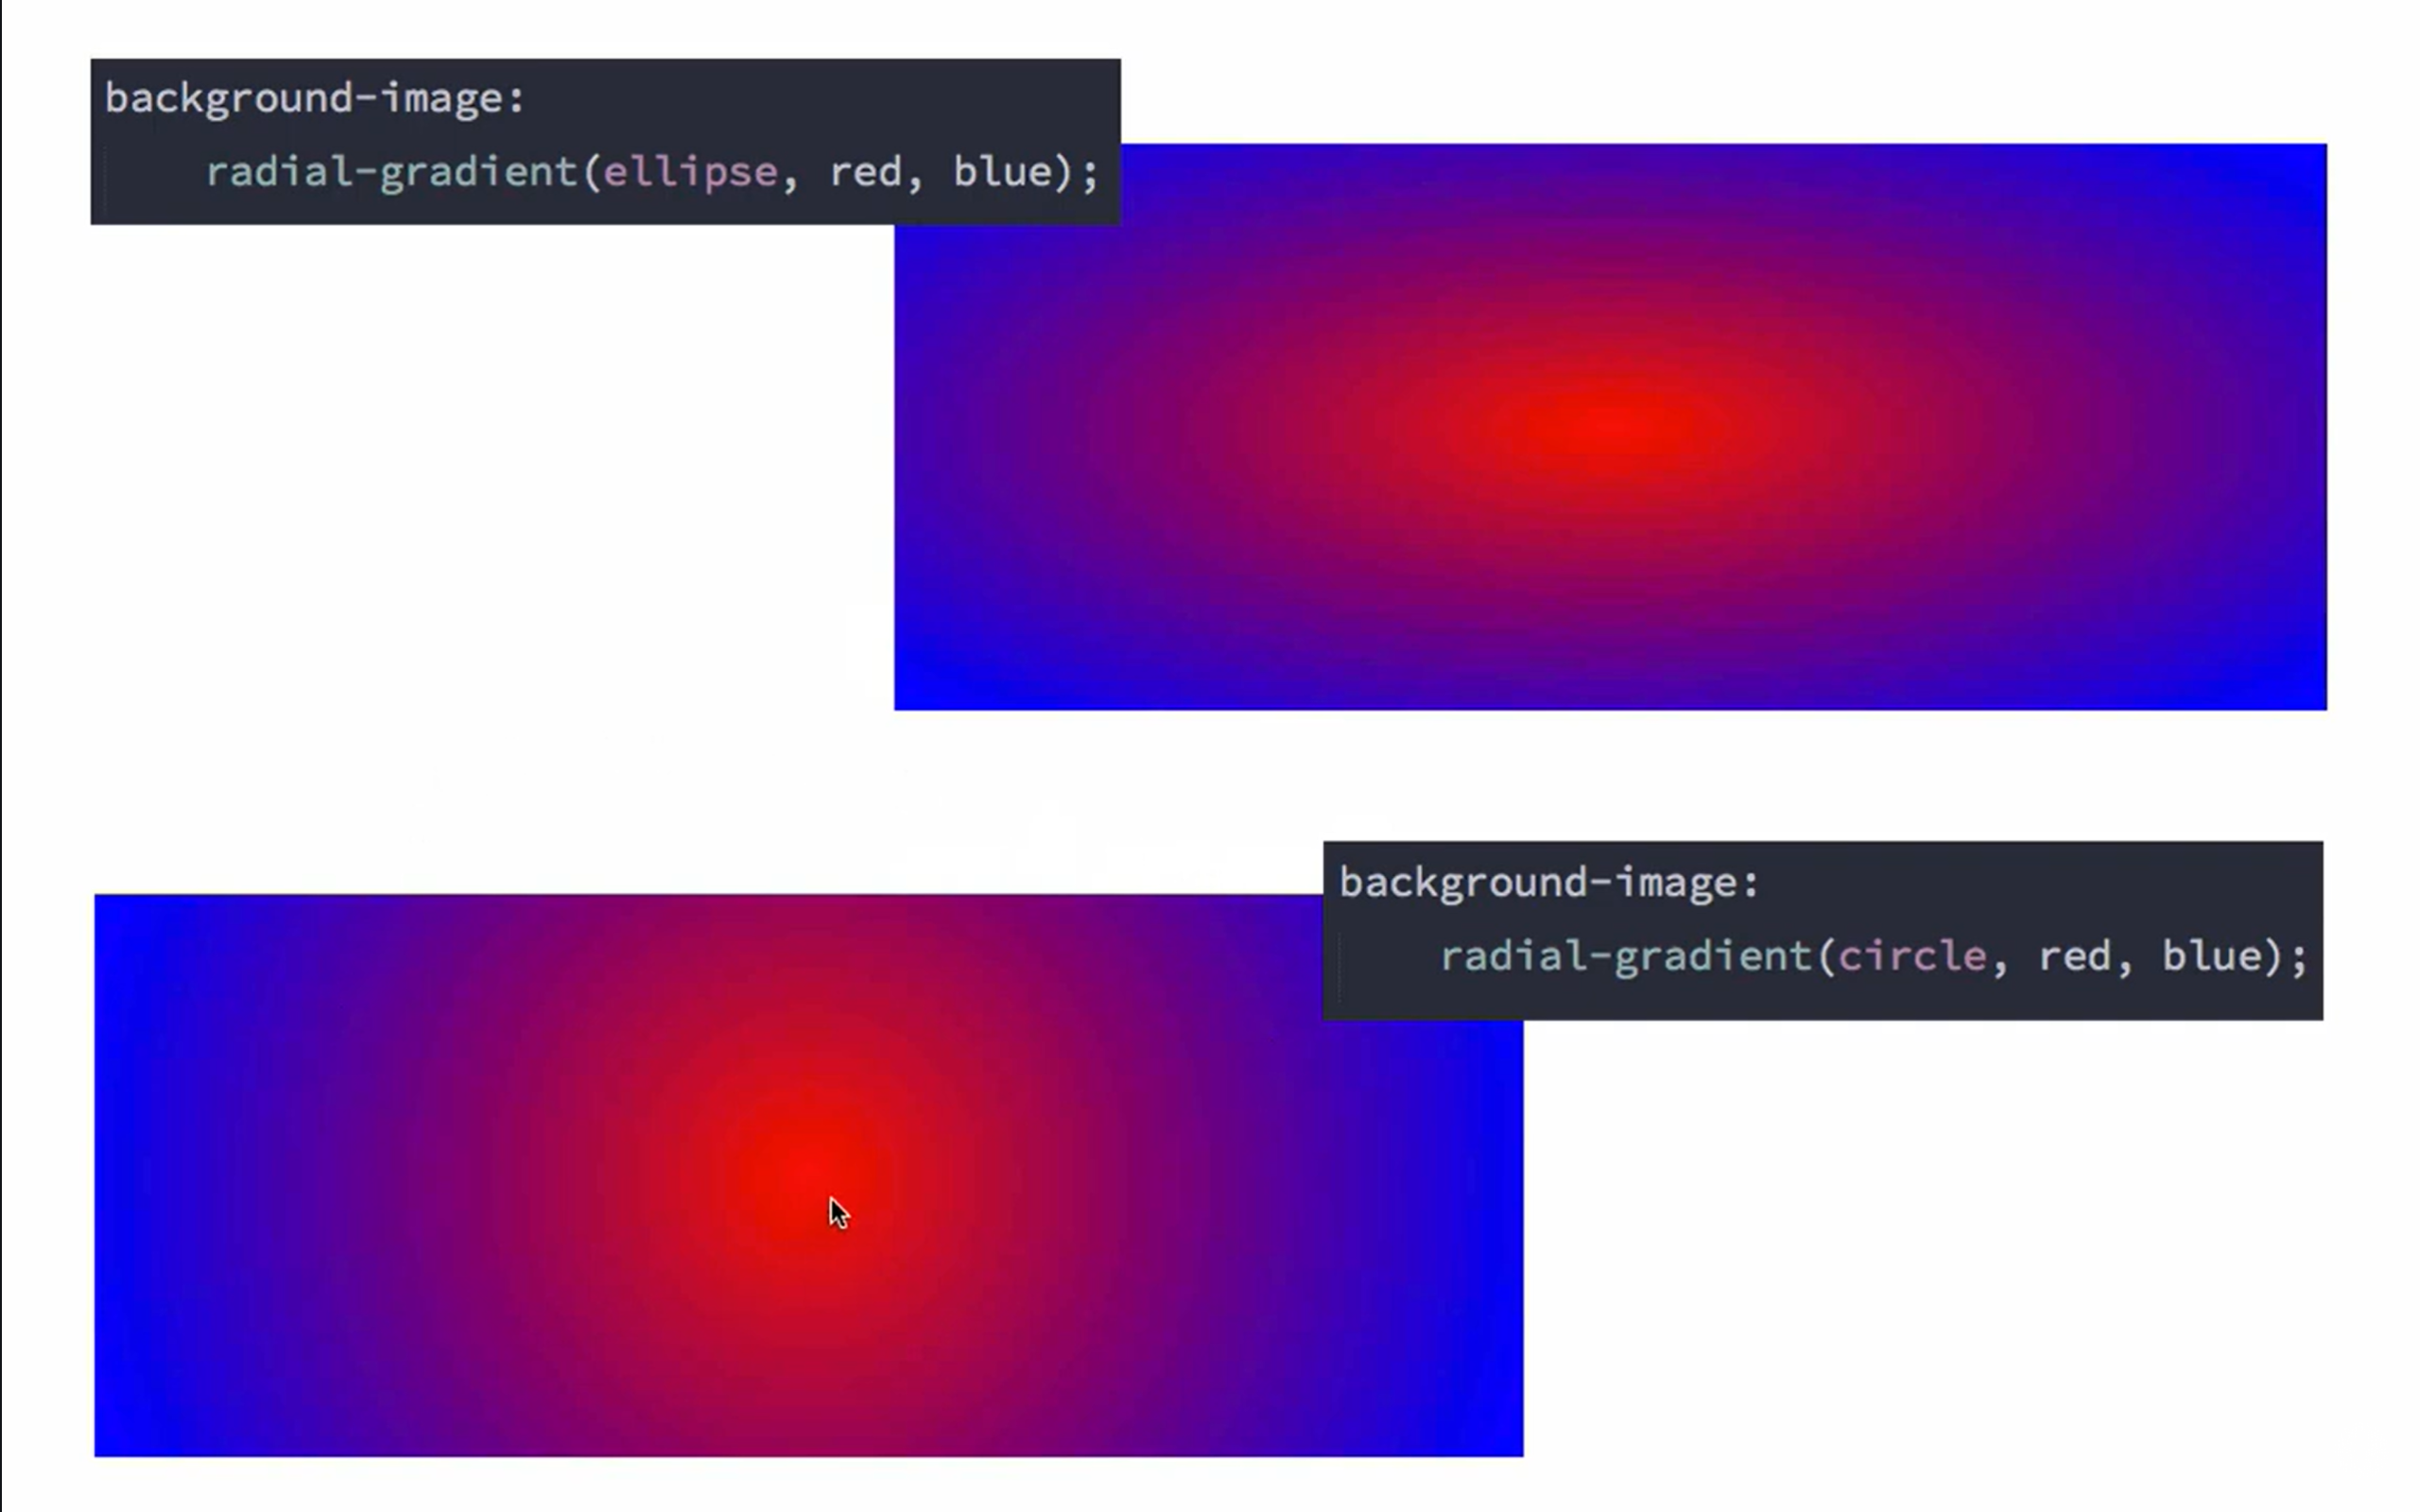 background-image:
radial-gradient(ellipse, red, blue);
background-image:
radial-gradient(circle, red, blue);